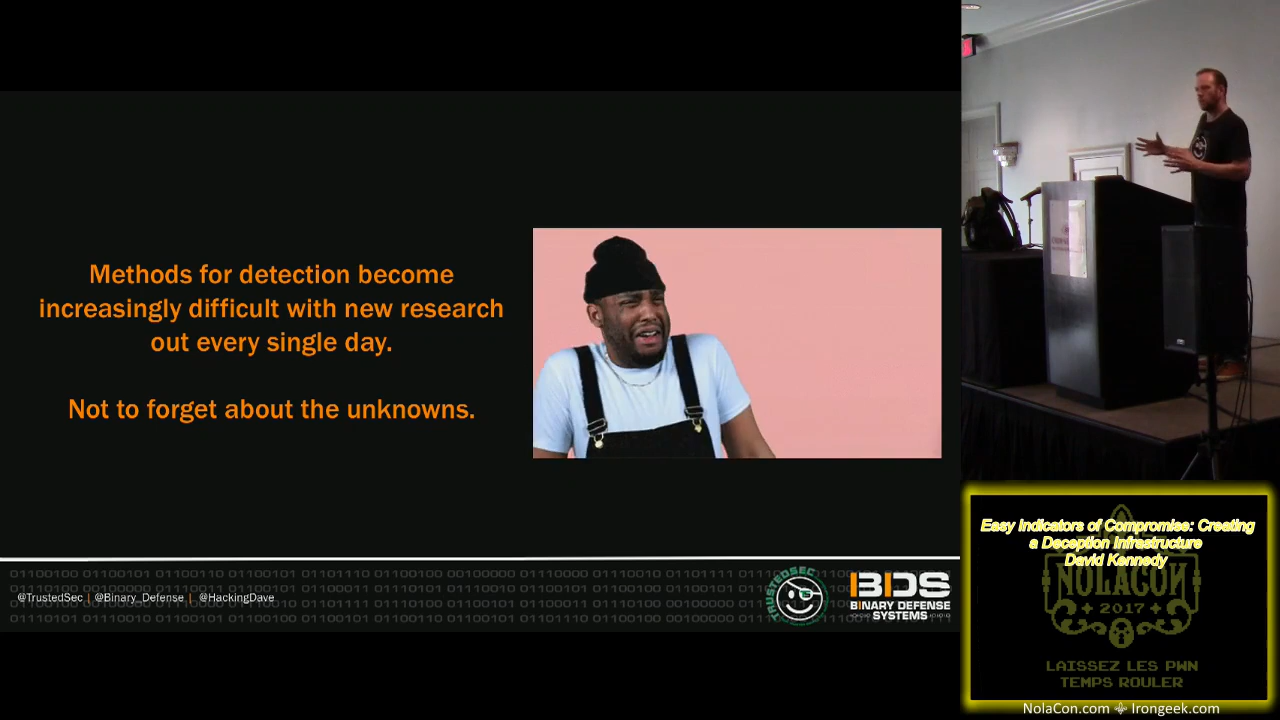 Methods for detection become
increasingly difficult with new research
out every single day.
Not to forget about the unknowns.
@TrustedSec | @Binary_Defense | @HackingDave
TRUSTEDSEC
BDS
BINARY DEFENSE
SYSTEMS
Easy Indicators of Compromise: Creating
a Deception Infrastructure
David Kennedy
NOLACON
2017
LAISSEZ LES PWN
TEMPS ROULER
NolaCon.com Irongeek.com